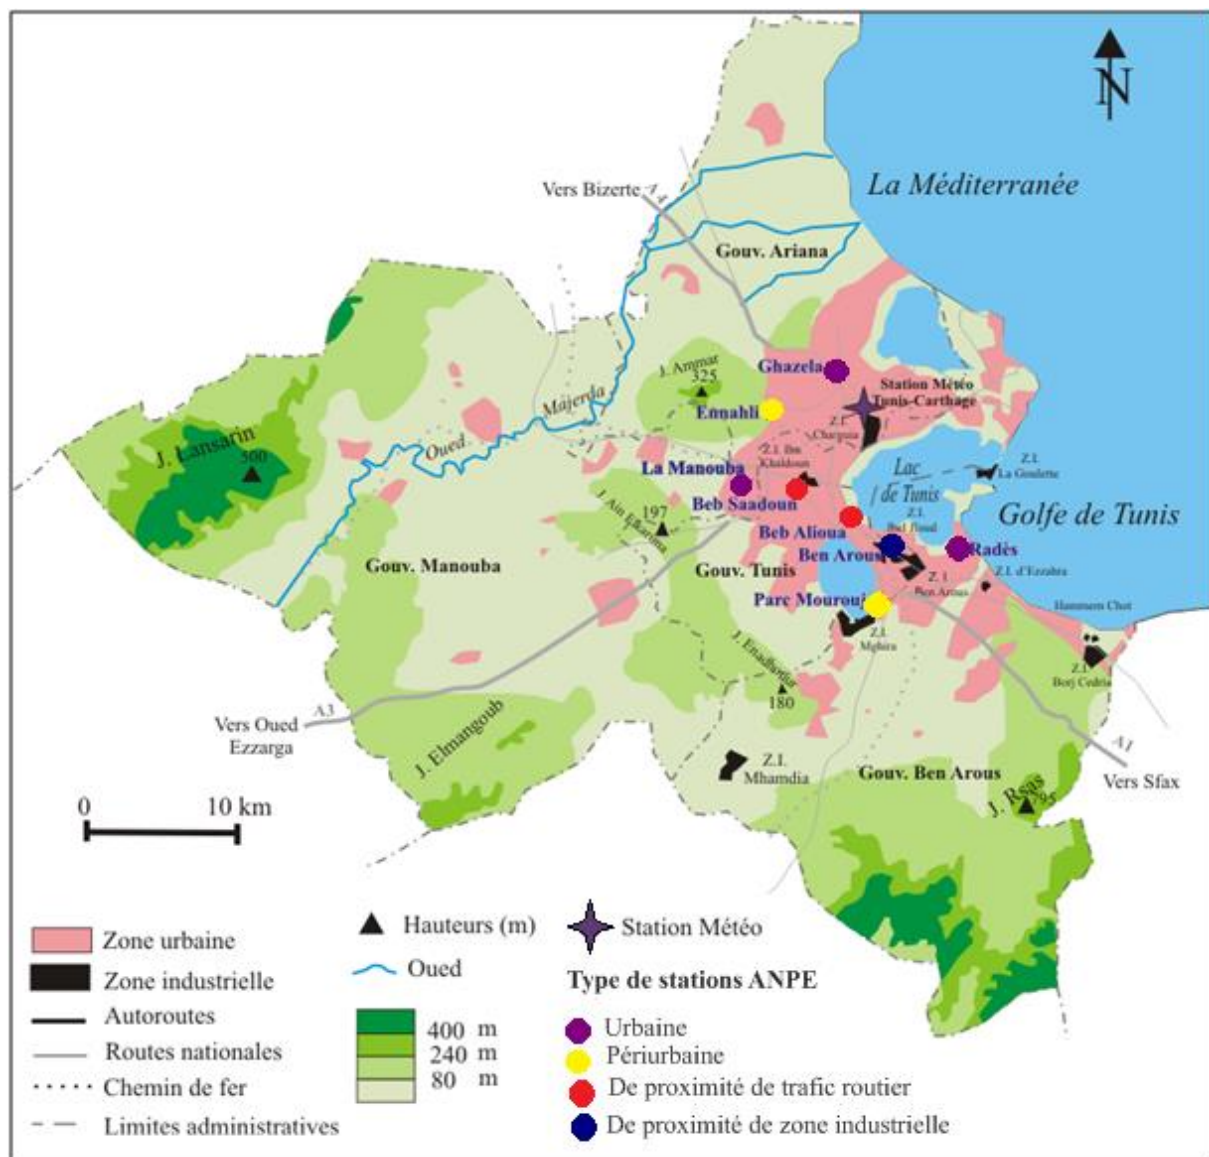 N
La Méditerranée
Vers Bizerte
A4
Gouv. Ariana
J. Ammar
325
Ghazela
Station Météo
Tunis-Carthage
Ennahli
Z.I.
Charguia
Majerda
Oued
J. Lansarin
500
La Manouba
Z.I. Ibn
Khaldoun
Beb Saadoun
Lac
de Tunis
Z.I.
La Goulette
J. Ain Elkarima
197
Beb Alioua
Z.I.
Golfe de Tunis
Ben Arous
Radès
Gouv. Manouba
Gouv. Tunis
Z.I.
Ben Arous
Z.I. d'Ezzahra
Parc Mourouj
Hammem Chot
Z.I.
Mghira
J. Enadhour
180
Z.I.
Borj Cedria
A3
Vers Oued
Ezzarga
J. Elmangoub
Z.I.
Mhamdia
Gouv. Ben Arous
A1
Vers Sfax
J. Rsas
795
0 10 km
Zone urbaine
Zone industrielle
Autoroutes
Routes nationales
Chemin de fer
Limites administratives
Hauteurs (m)
Oued
400 m
240 m
80 m
Station Météo
Type de stations ANPE
Urbaine
Périurbaine
De proximité de trafic routier
De proximité de zone industrielle